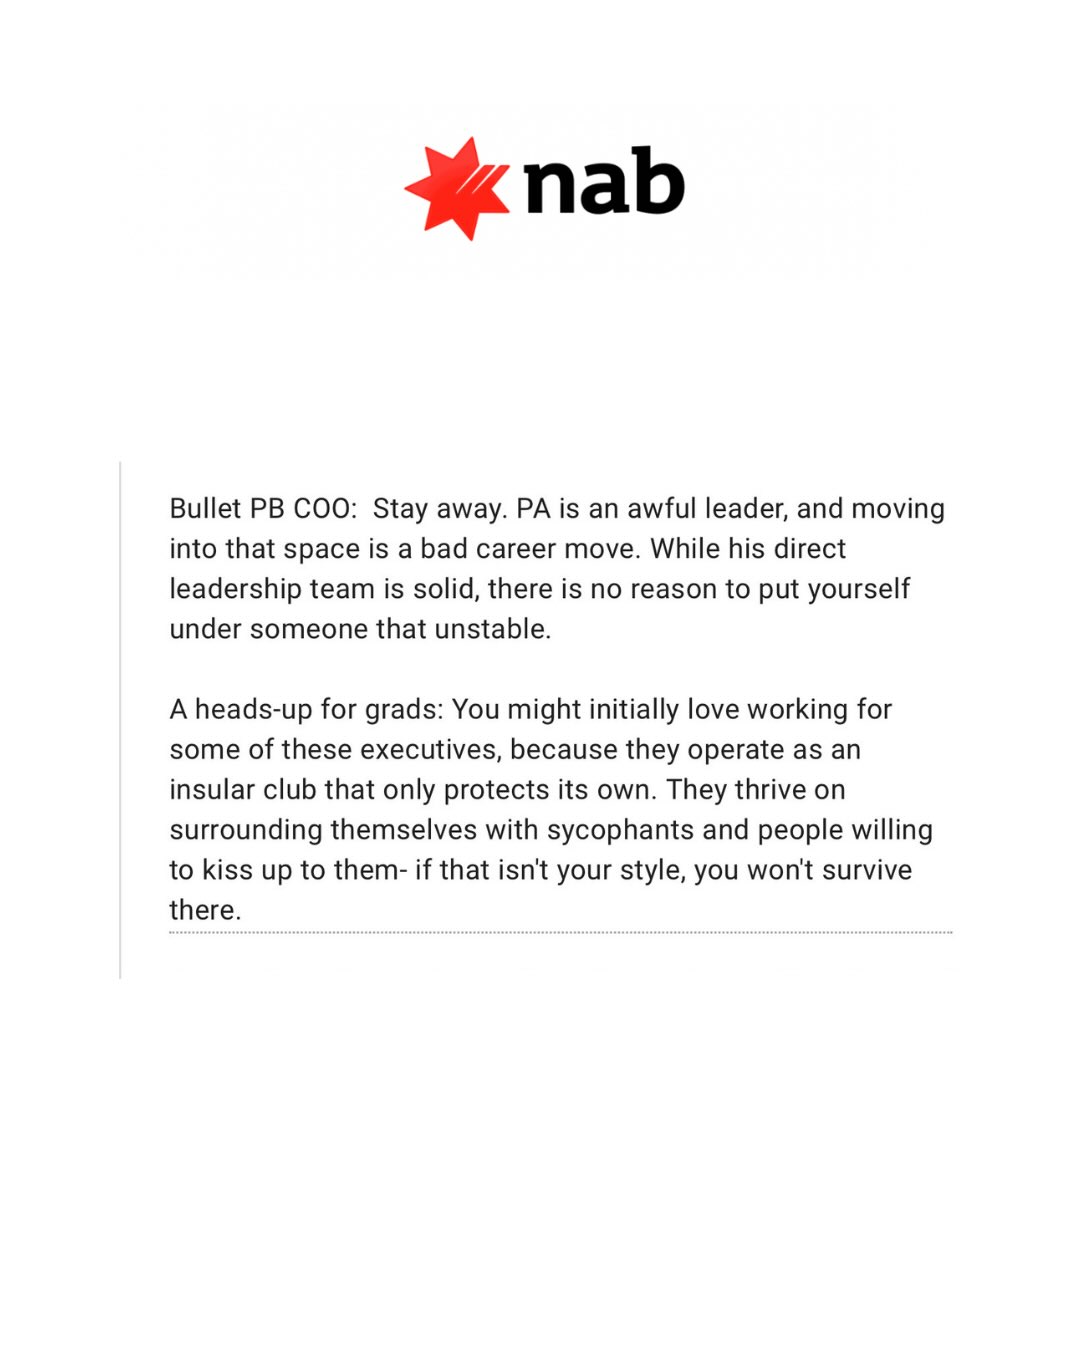 nab
Bullet PB COO:  Stay away. PA is an awful leader, and moving
into that space is a bad career move. While his direct
leadership team is solid, there is no reason to put yourself
under someone that unstable.
A heads-up for grads: You might initially love working for
some of these executives, because they operate as an
insular club that only protects its own. They thrive on
surrounding themselves with sycophants and people willing
to kiss up to them- if that isn't your style, you won't survive
there.